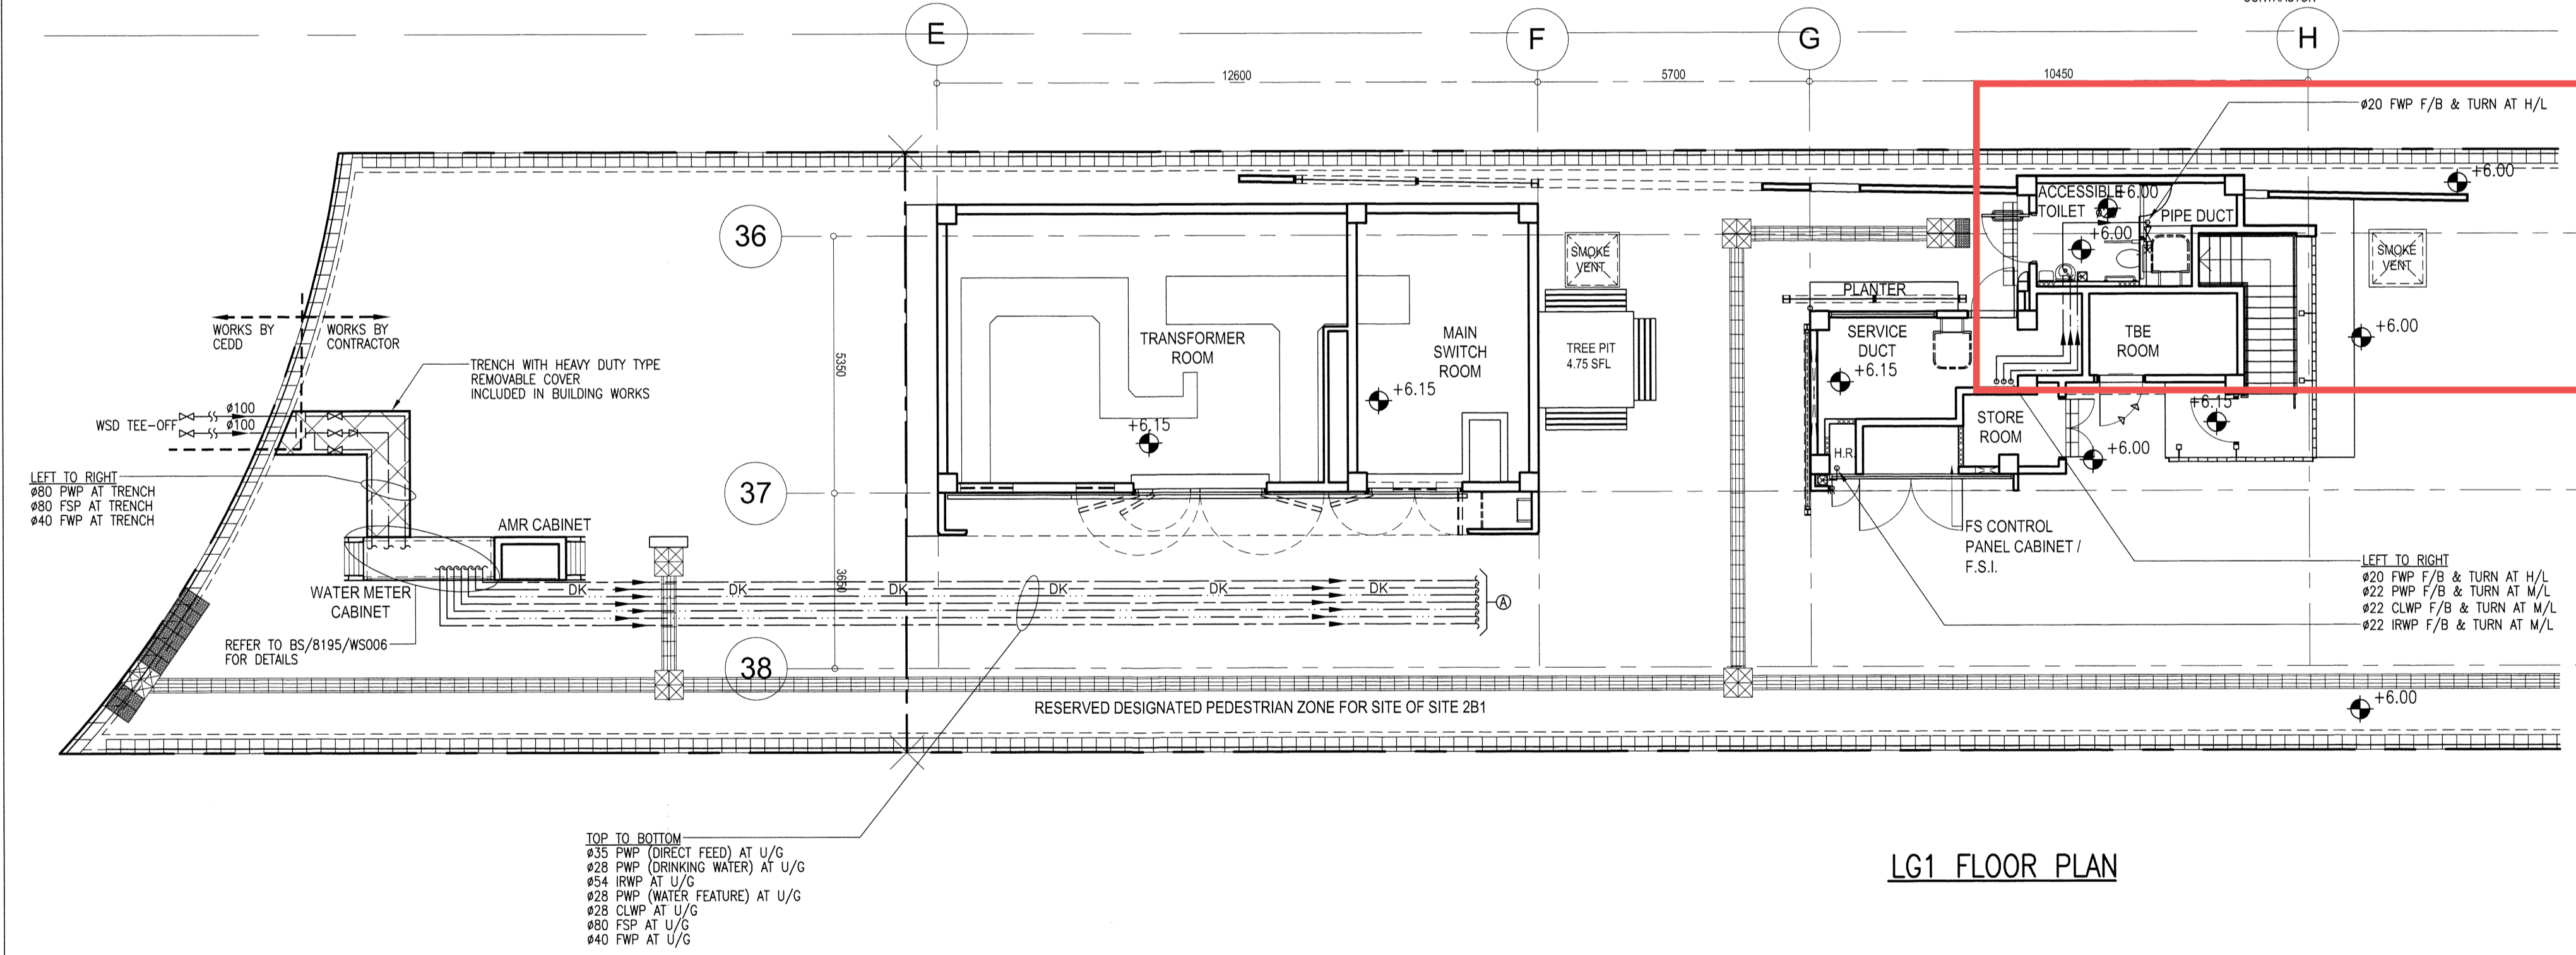 E
F
G
H
12600
5700
10450
ø20 FWP F/B & TURN AT H/L
36
37
38
5350
3650
WORKS BY
CEDD
WORKS BY
CONTRACTOR
TRENCH WITH HEAVY DUTY TYPE
REMOVABLE COVER
INCLUDED IN BUILDING WORKS
WSD TEE-OFF
ø100
ø100
LEFT TO RIGHT
ø80 PWP AT TRENCH
ø80 FSP AT TRENCH
ø40 FWP AT TRENCH
AMR CABINET
WATER METER
CABINET
REFER TO BS/8195/WS006
FOR DETAILS
TRANSFORMER
ROOM
+6.15
MAIN
SWITCH
ROOM
+6.15
SMOKE
VENT
TREE PIT
4.75 SFL
PLANTER
SERVICE
DUCT
+6.15
ACCESSIBLE
TOILET
+6.00
+6.00
PIPE DUCT
TBE
ROOM
STORE
ROOM
H.R.
+6.15
+6.00
SMOKE
VENT
+6.00
+6.00
FS CONTROL
PANEL CABINET /
F.S.I.
LEFT TO RIGHT
ø20 FWP F/B & TURN AT H/L
ø22 PWP F/B & TURN AT M/L
ø22 CLWP F/B & TURN AT M/L
ø22 IRWP F/B & TURN AT M/L
DK
DK
DK
DK
DK
DK
A
RESERVED DESIGNATED PEDESTRIAN ZONE FOR SITE OF SITE 2B1
+6.00
TOP TO BOTTOM
ø35 PWP (DIRECT FEED) AT U/G
ø28 PWP (DRINKING WATER) AT U/G
ø54 IRWP AT U/G
ø28 PWP (WATER FEATURE) AT U/G
ø28 CLWP AT U/G
ø80 FSP AT U/G
ø40 FWP AT U/G
LG1 FLOOR PLAN